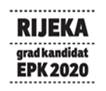 RIJEKA
grad kandidat
EPK 2020